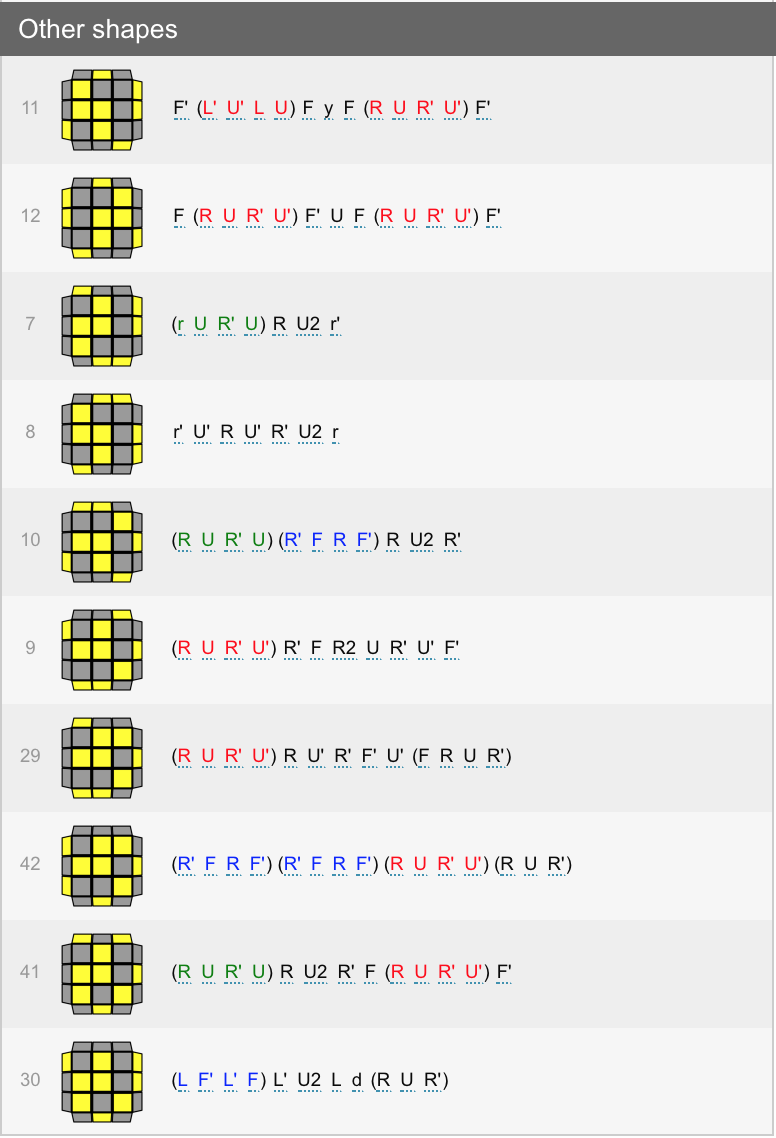 Other shapes
11 F' (L' U' L U) F y F (R U R' U') F'
12 F (R U R' U') F' U F (R U R' U') F'
7 (r U R' U) R U2 r'
8 r' U' R U' R' U2 r
10 (R U R' U) (R' F R F') R U2 R'
9 (R U R' U') R' F R2 U R' U' F'
29 (R U R' U') R U' R' F' U' (F R U R')
42 (R' F R F') (R' F R F') (R U R' U') (R U R')
41 (R U R' U) R U2 R' F (R U R' U') F'
30 (L F' L' F) L' U2 L d (R U R')